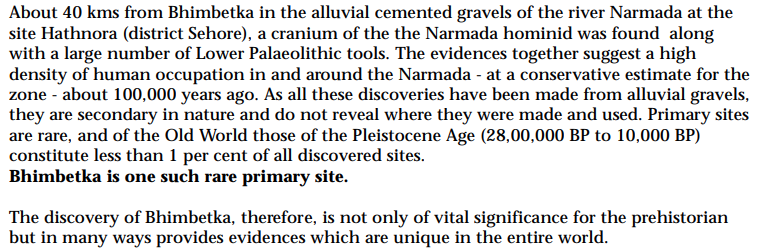 About 40 kms from Bhimbetka in the alluvial cemented gravels of the river Narmada at the
site Hathnora (district Sehore), a cranium of the the Narmada hominid was found along
with a large number of Lower Palaeolithic tools. The evidences together suggest a high
density of human occupation in and around the Narmada - at a conservative estimate for the
zone - about 100,000 years ago. As all these discoveries have been made from alluvial gravels,
they are secondary in nature and do not reveal where they were made and used. Primary sites
are rare, and of the Old World those of the Pleistocene Age (28,00,000 BP to 10,000 BP)
constitute less than 1 per cent of all discovered sites.
Bhimbetka is one such rare primary site.
The discovery of Bhimbetka, therefore, is not only of vital significance for the prehistorian
but in many ways provides evidences which are unique in the entire world.